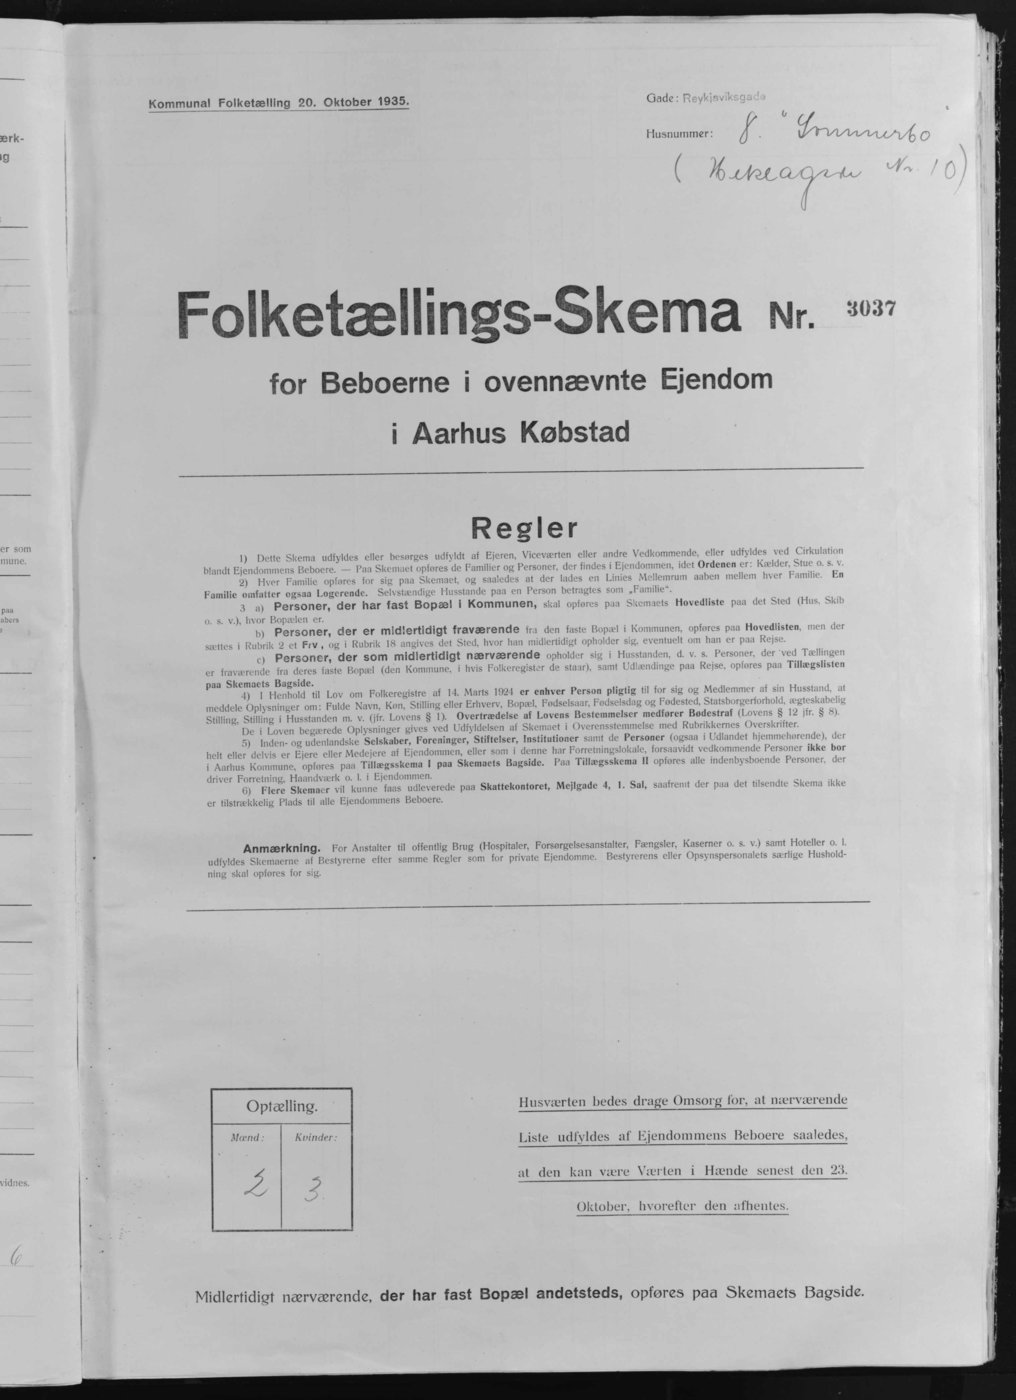 Kommunal Folketælling 20. Oktober 1935.
Gade: Reykjaviksgade
Husnummer: 8. "Sommerbo"
(Heklagade Nr. 10)
Folketællings-Skema Nr. 3037
for Beboerne i ovennævnte Ejendom
i Aarhus Købstad
Regler
1) Dette Skema udfyldes eller besørges udfyldt af Ejeren, Viceværten eller andre Vedkommende, eller udfyldes ved Cirkulation
blandt Ejendommens Beboere. — Paa Skemaet opføres de Familier og Personer, der findes i Ejendommen, idet Ordenen er: Kælder, Stue o. s. v.
2) Hver Familie opføres for sig paa Skemaet, og saaledes at der lades en Linies Mellemrum aaben mellem hver Familie. En
Familie omfatter ogsaa Logerende. Selvstændige Husstande paa en Person betragtes som „Familie".
3 a) Personer, der har fast Bopæl i Kommunen, skal opføres paa Skemaets Hovedliste paa det Sted (Hus, Skib
o. s. v.), hvor Bopælen er.
b) Personer, der er midlertidigt fraværende fra den faste Bopæl i Kommunen, opføres paa Hovedlisten, men der
sættes i Rubrik 2 et Frv., og i Rubrik 18 angives det Sted, hvor han midlertidigt opholder sig, eventuelt om han er paa Rejse.
c) Personer, der som midlertidigt nærværende opholder sig i Husstanden, d. v. s. Personer, der ved Tællingen
er fraværende fra deres faste Bopæl (den Kommune, i hvis Folkeregister de staar), samt Udlændinge paa Rejse, opføres paa Tillægslisten
paa Skemaets Bagside.
4) I Henhold til Lov om Folkeregistre af 14. Marts 1924 er enhver Person pligtig til for sig og Medlemmer af sin Husstand, at
meddele Oplysninger om: Fulde Navn, Køn, Stilling eller Erhverv, Bopæl, Fødselsaar, Fødselsdag og Fødested, Statsborgerforhold, ægteskabelig
Stilling, Stilling i Husstanden m. v. (jfr. Lovens § 1). Overtrædelse af Lovens Bestemmelser medfører Bødestraf (Lovens § 12 jfr. § 8).
De i Loven begærede Oplysninger gives ved Udfyldelsen af Skemaet i Overensstemmelse med Rubrikkernes Overskrifter.
5) Inden- og udenlandske Selskaber, Foreninger, Stiftelser, Institutioner samt de Personer (ogsaa i Udlandet hjemmehørende), der
helt eller delvis er Ejere eller Medejere af Ejendommen, eller som i denne har Forretningslokale, forsaavidt vedkommende Personer ikke bor
i Aarhus Kommune, opføres paa Tillægsskema I paa Skemaets Bagside. Paa Tillægsskema II opføres alle indenbysboende Personer, der
driver Forretning, Haandværk o. l. i Ejendommen.
6) Flere Skemaer vil kunne faas udleverede paa Skattekontoret, Mejlgade 4, 1. Sal, saafremt der paa det tilsendte Skema ikke
er tilstrækkelig Plads til alle Ejendommens Beboere.
Anmærkning. For Anstalter til offentlig Brug (Hospitaler, Forsørgelsesanstalter, Fængsler, Kaserner o. s. v.) samt Hoteller o. l.
udfyldes Skemaerne af Bestyrerne efter samme Regler som for private Ejendomme. Bestyrerens eller Opsynspersonalets særlige Hushold-
ning skal opføres for sig.
Optælling.
Mænd: Kvinder:
2 3
Husværten bedes drage Omsorg for, at nærværende
Liste udfyldes af Ejendommens Beboere saaledes,
at den kan være Værten i Hænde senest den 23.
Oktober, hvorefter den afhentes.
Midlertidigt nærværende, der har fast Bopæl andetsteds, opføres paa Skemaets Bagside.
ærk-
er som
mune.
paa
vidnes.
6